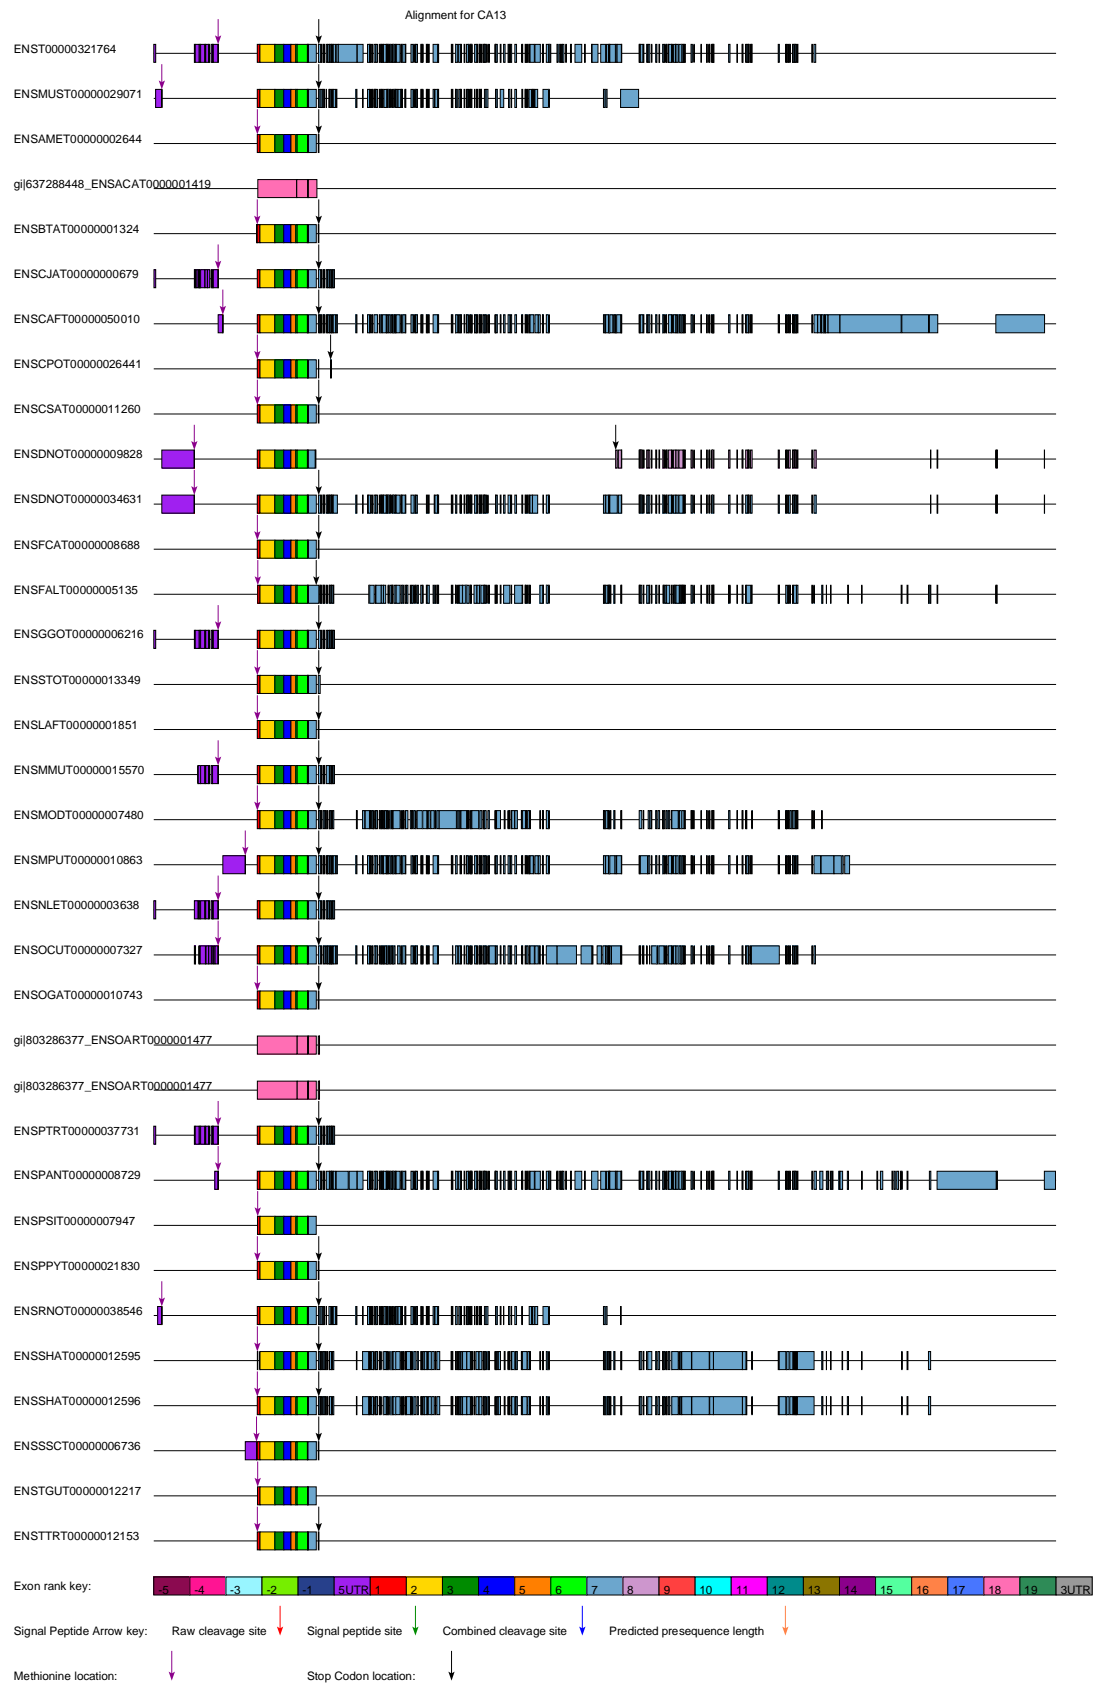 Alignment for CA13
ENST00000321764
ENSMUST00000029071
ENSAMET00000002644
gi|637288448_ENSACAT0000001419
ENSBTAT00000001324
ENSCJAT00000000679
ENSCAFT00000050010
ENSCPOT00000026441
ENSCSAT00000011260
ENSDNOT00000009828
ENSDNOT00000034631
ENSFCAT00000008688
ENSFALT00000005135
ENSGGOT00000006216
ENSSTOT00000013349
ENSLAFT00000001851
ENSMMUT00000015570
ENSMODT00000007480
ENSMPUT00000010863
ENSNLET00000003638
ENSOCUT00000007327
ENSOGAT00000010743
gi|803286377_ENSOART0000001477
gi|803286377_ENSOART0000001477
ENSPTRT00000037731
ENSPANT00000008729
ENSPSIT00000007947
ENSPPYT00000021830
ENSRNOT00000038546
ENSSHAT00000012595
ENSSHAT00000012596
ENSSSCT00000006736
ENSTGUT00000012217
ENSTTRT00000012153
Exon rank key: -5 -4 -3 -2 -1 5UTR 1 2 3 4 5 6 7 8 9 10 11 12 13 14 15 16 17 18 19 3UTR
Signal Peptide Arrow key: Raw cleavage site Signal peptide site Combined cleavage site Predicted presequence length
Methionine location: Stop Codon location: